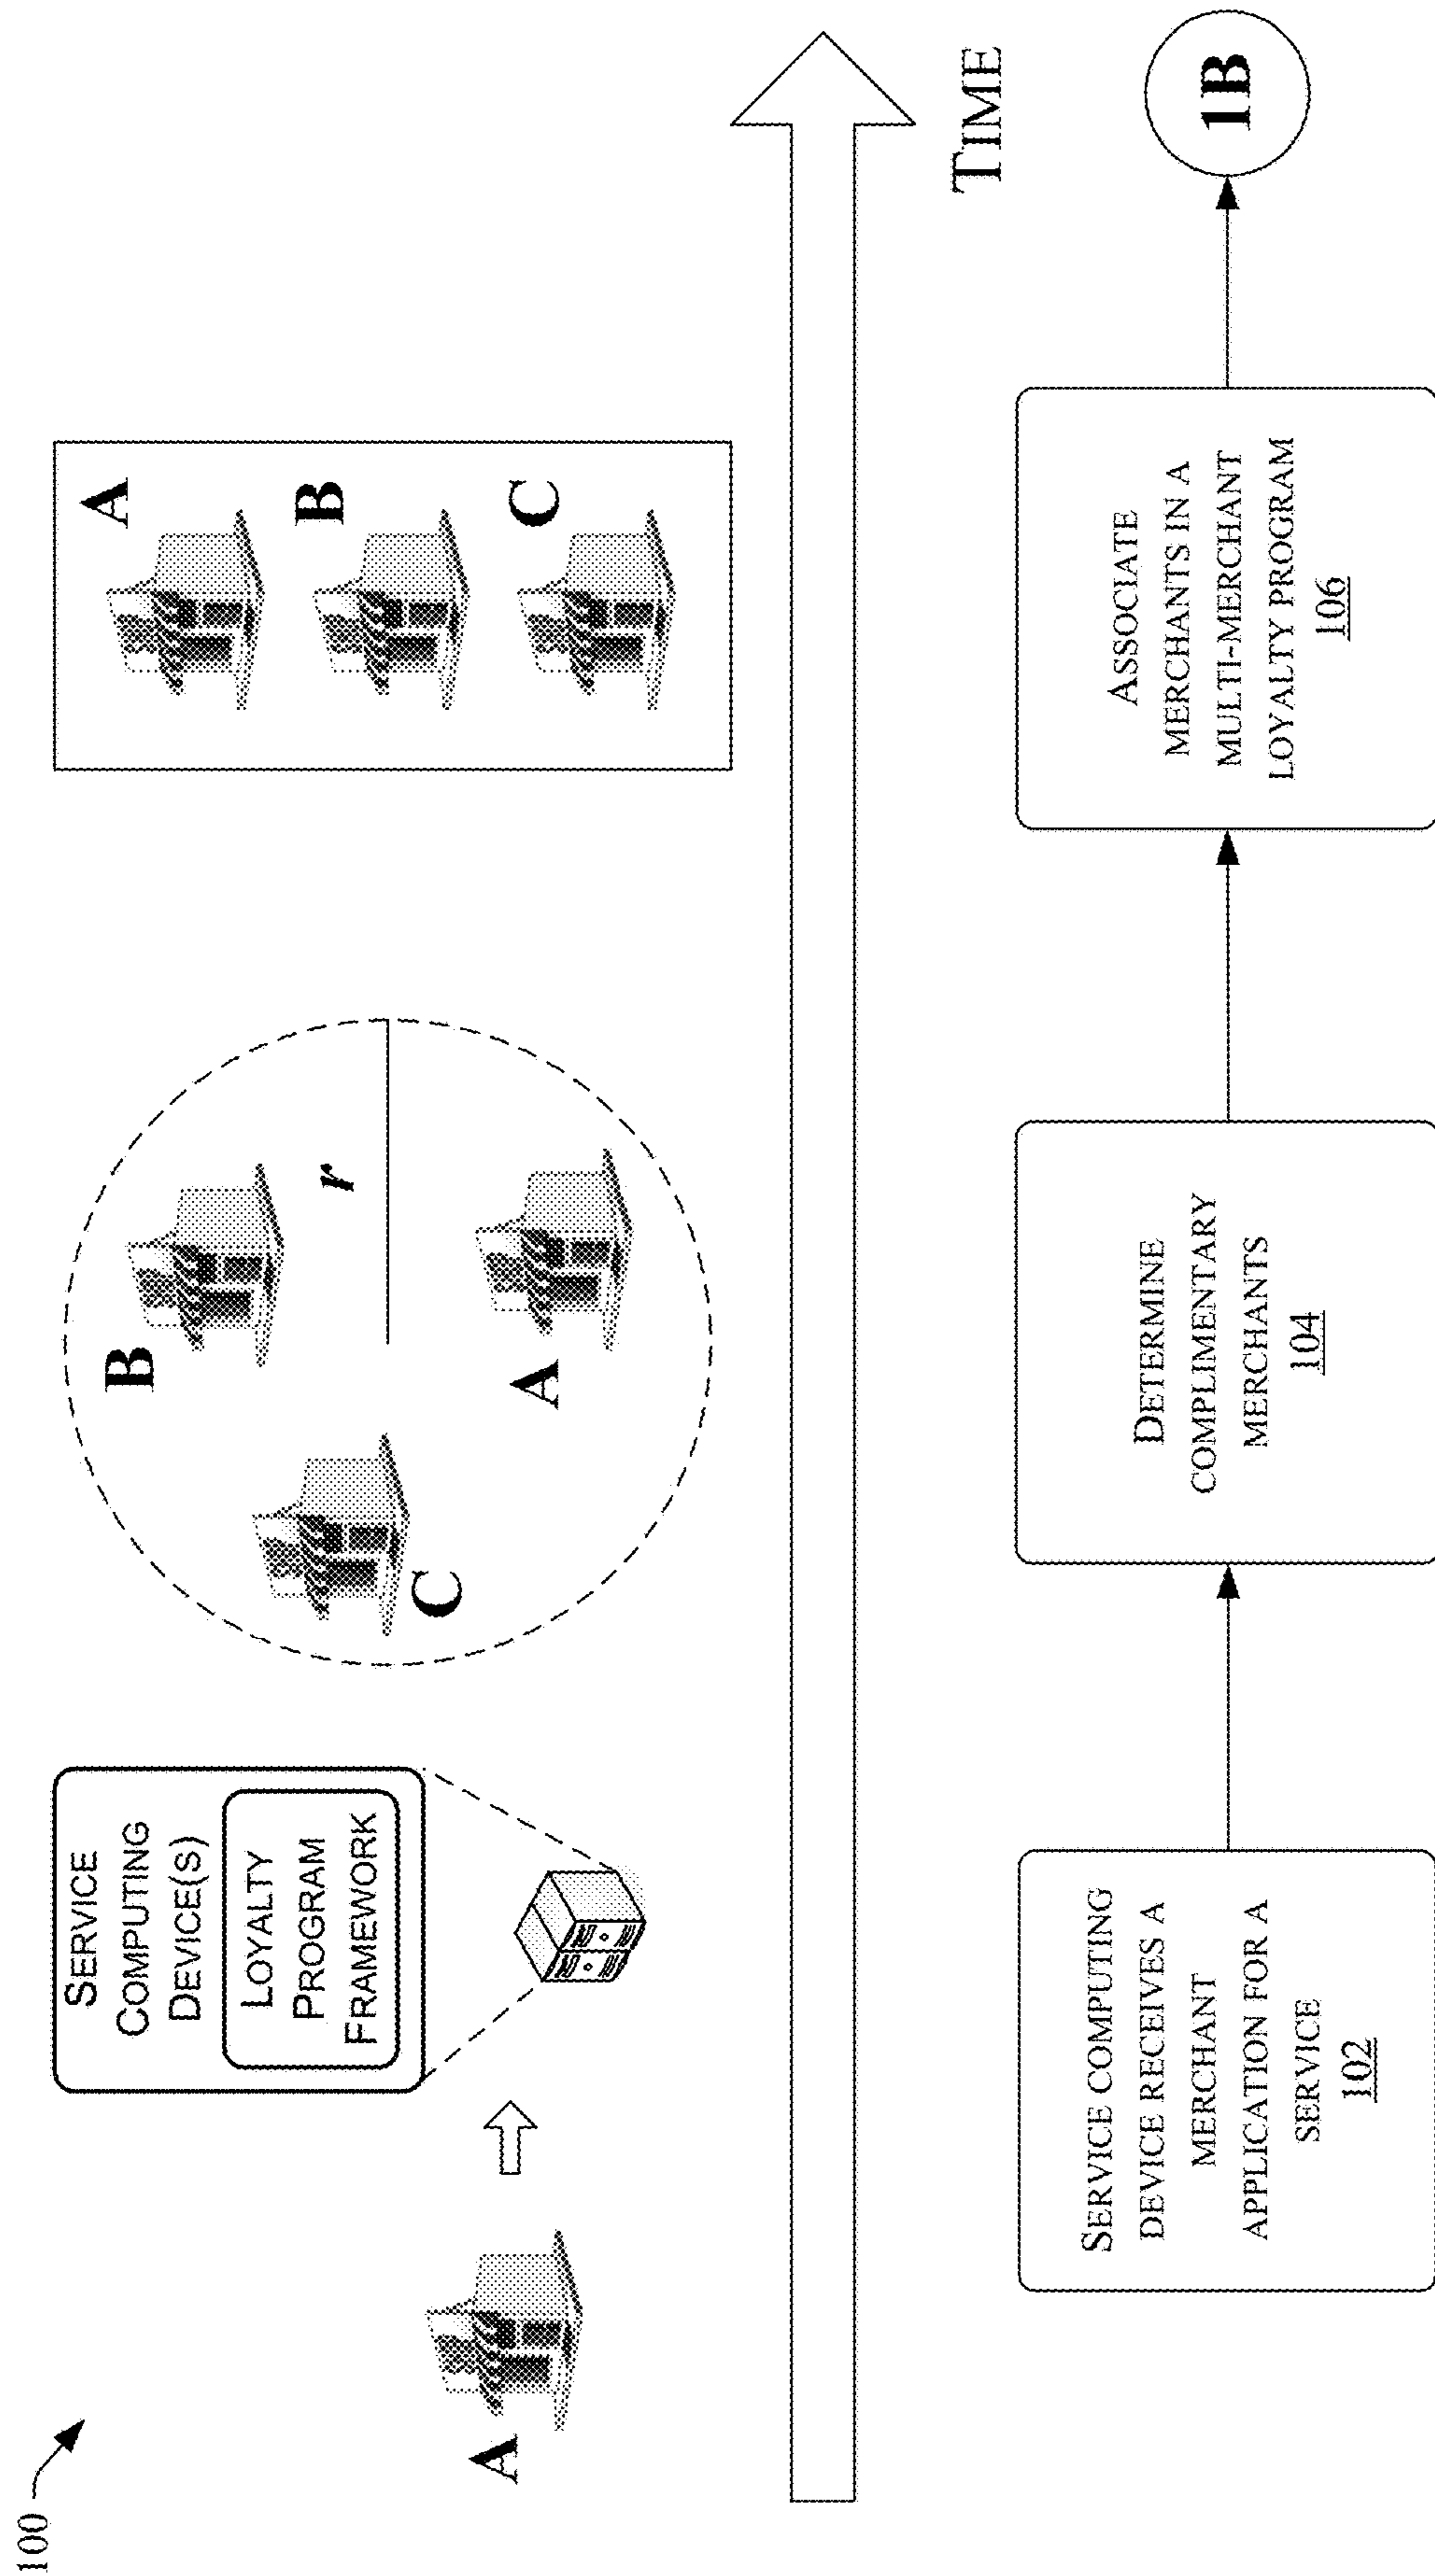 100
A
SERVICE
COMPUTING
DEVICE(S)
LOYALTY
PROGRAM
FRAMEWORK
B
r
C
A
A
B
C
TIME
SERVICE COMPUTING
DEVICE RECEIVES A
MERCHANT
APPLICATION FOR A
SERVICE
102
DETERMINE
COMPLIMENTARY
MERCHANTS
104
ASSOCIATE
MERCHANTS IN A
MULTI-MERCHANT
LOYALTY PROGRAM
106
1B